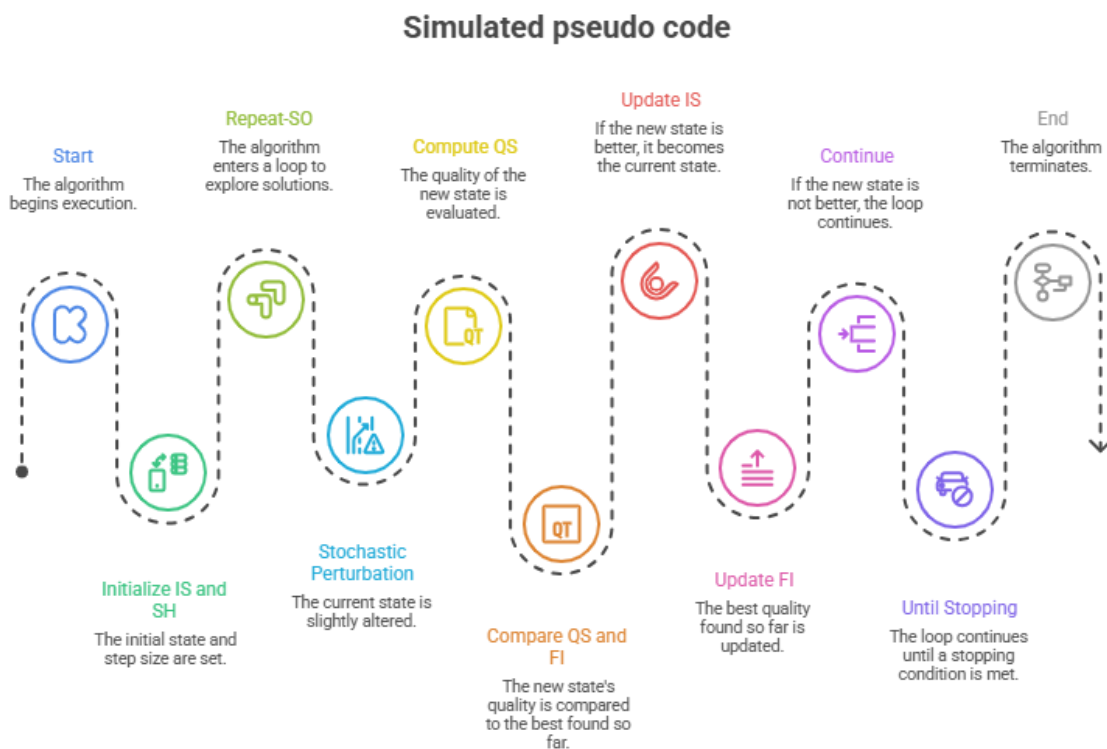 Simulated pseudo code
Start
The algorithm
begins execution.
Initialize IS and
SH
The initial state and
step size are set.
Repeat-SO
The algorithm
enters a loop to
explore solutions.
Stochastic
Perturbation
The current state is
slightly altered.
Compute QS
The quality of the
new state is
evaluated.
QT
Compare QS and
FI
The new state's
quality is compared
to the best found so
far.
QT
Update IS
If the new state is
better, it becomes
the current state.
Update FI
The best quality
found so far is
updated.
Continue
If the new state is
not better, the loop
continues.
Until Stopping
The loop continues
until a stopping
condition is met.
End
The algorithm
terminates.